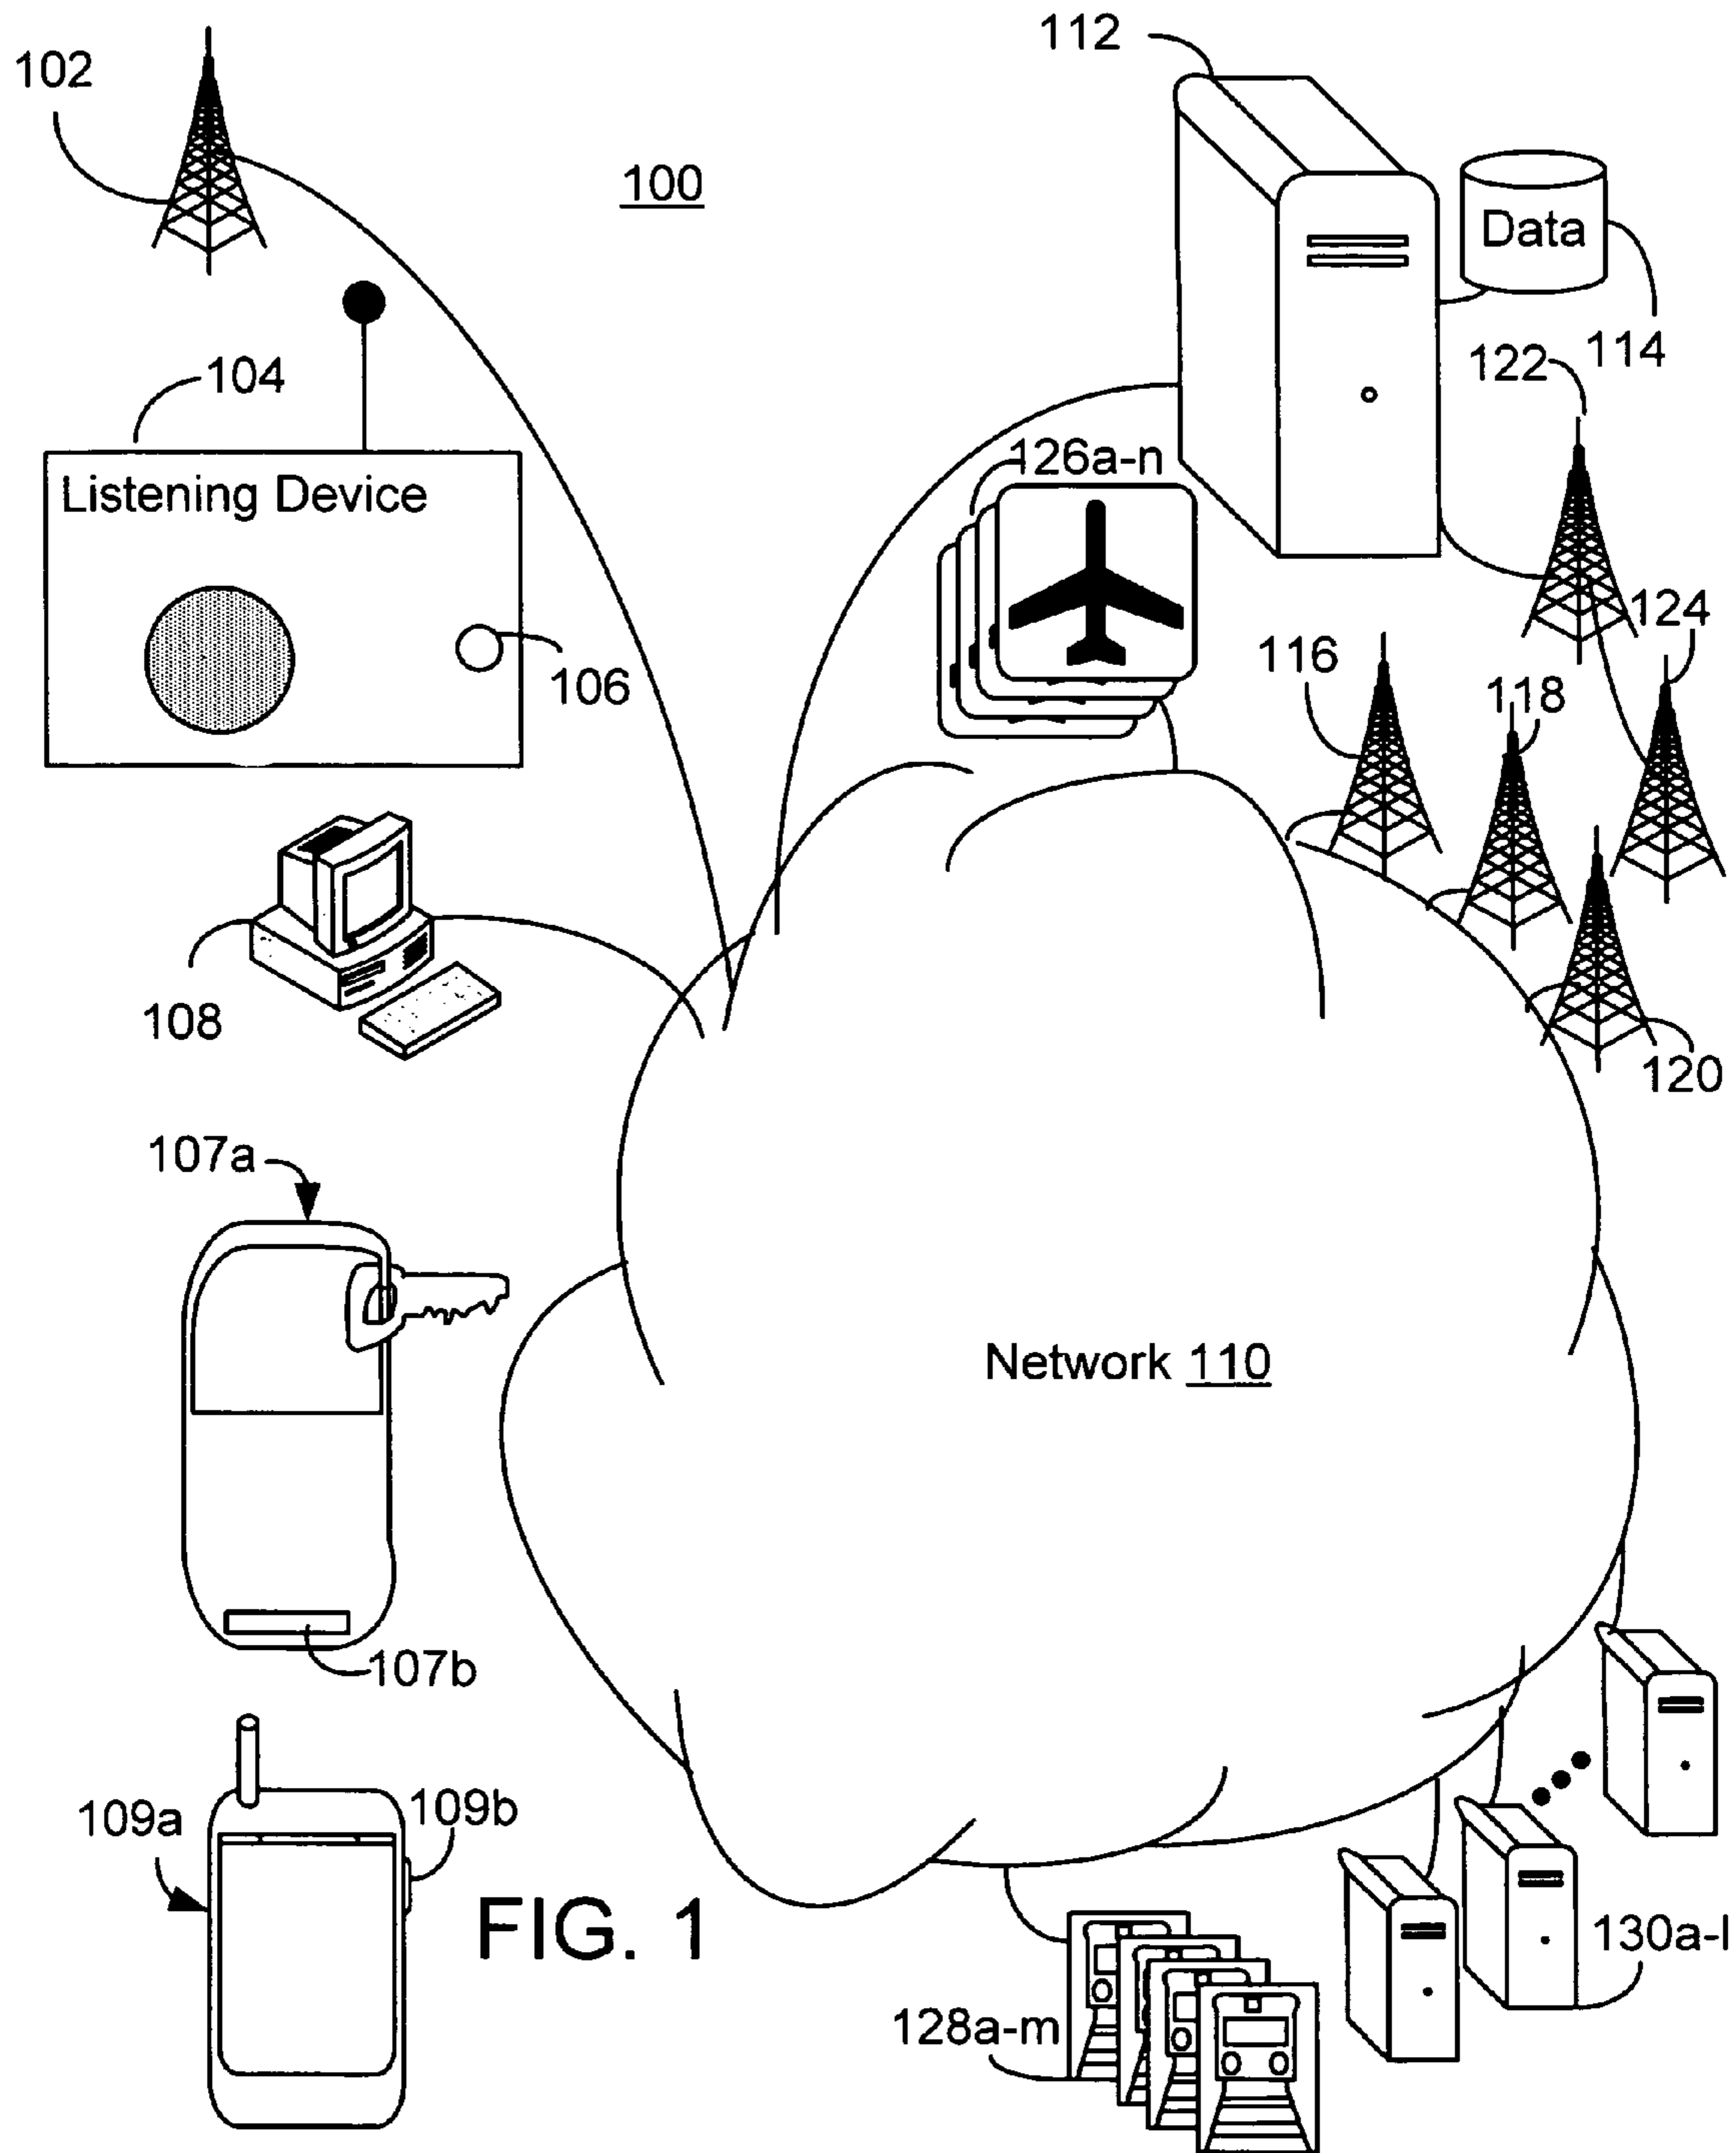 112
102
100
Data
114
122
104
126a-n
Listening Device
124
116
118
106
108
120
107a
Network 110
107b
109a
109b
FIG. 1
130a-l
128a-m